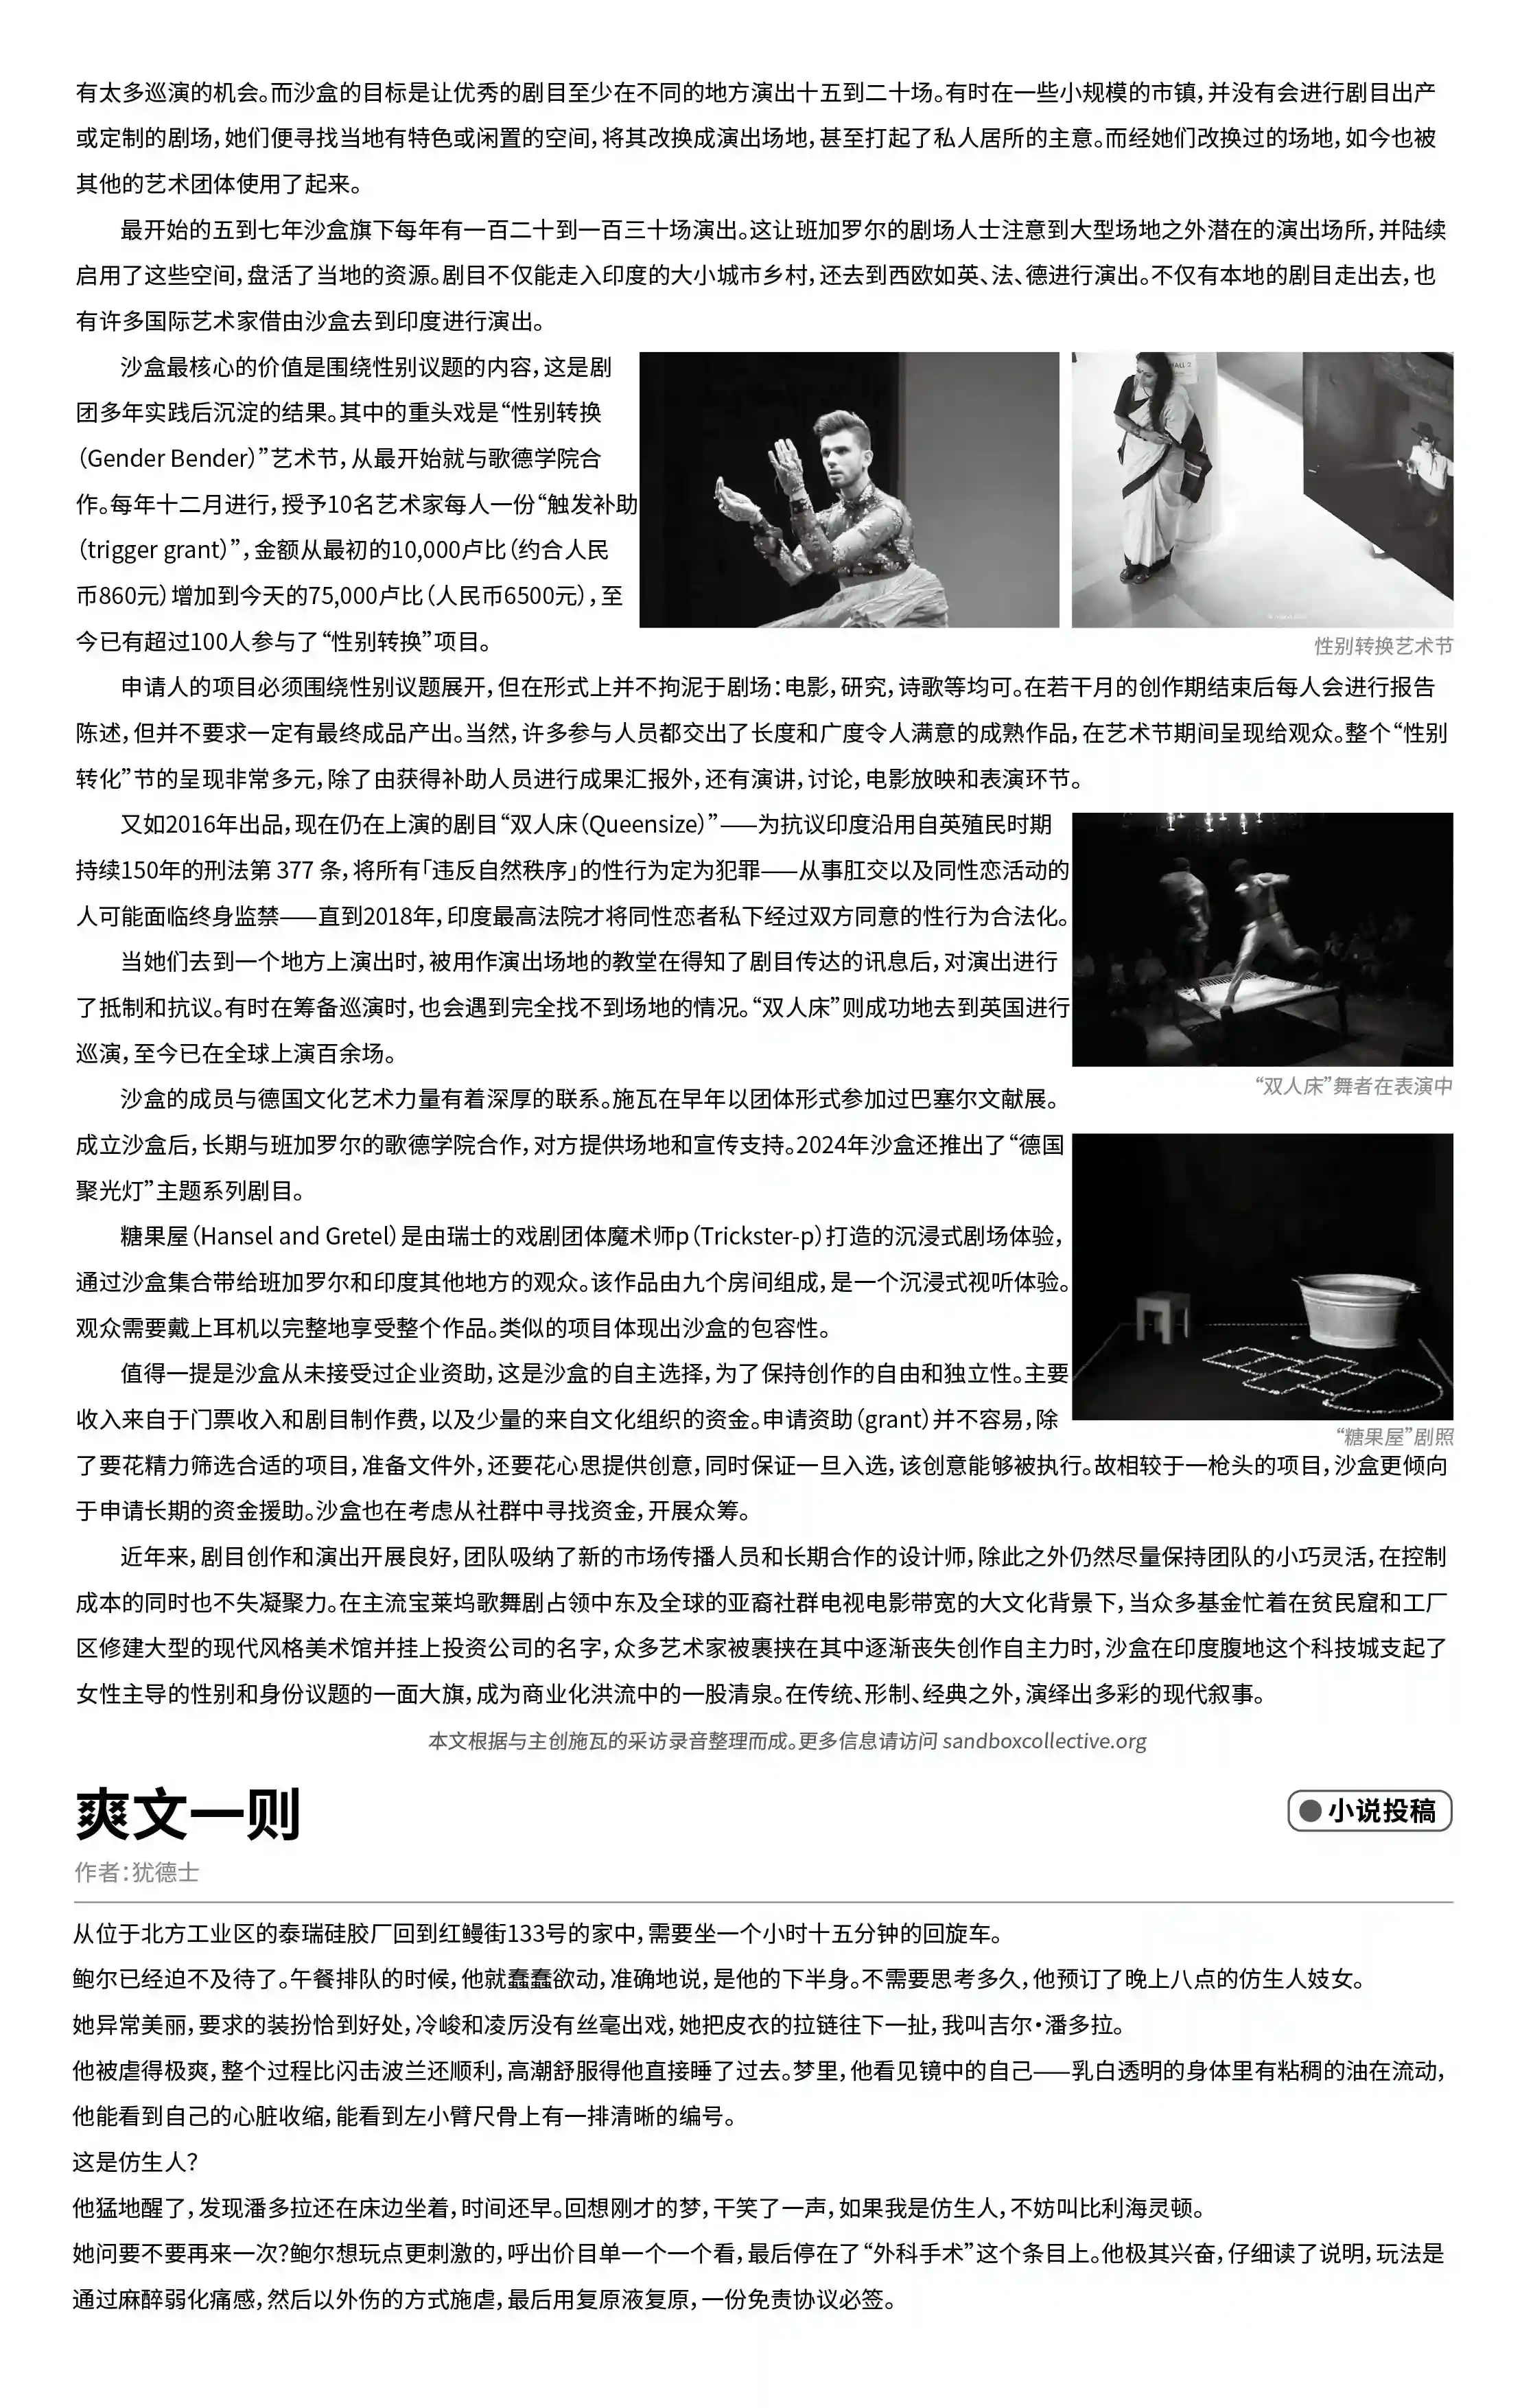 有太多巡演的机会。而沙盒的目标是让优秀的剧目至少在不同的地方演出十五到二十场。有时在一些小规模的市镇，并没有会进行剧目出产
或定制的剧场，她们便寻找当地有特色或闲置的空间，将其改换成演出场地，甚至打起了私人居所的主意。而经她们改换过的场地，如今也被
其他的艺术团体使用了起来。
最开始的五到七年沙盒旗下每年有一百二十到一百三十场演出。这让班加罗尔的剧场人士注意到大型场地之外潜在的演出场所，并陆续
启用了这些空间，盘活了当地的资源。剧目不仅能走入印度的大小城市乡村，还去到西欧如英、法、德进行演出。不仅有本地的剧目走出去，也
有许多国际艺术家借由沙盒去到印度进行演出。
沙盒最核心的价值是围绕性别议题的内容，这是剧
团多年实践后沉淀的结果。其中的重头戏是“性别转换
（Gender Bender）”艺术节，从最开始就与歌德学院合
作。每年十二月进行，授予10名艺术家每人一份“触发补助
（trigger grant）”，金额从最初的10,000卢比（约合人民
币860元）增加到今天的75,000卢比（人民币6500元），至
今已有超过100人参与了“性别转换”项目。
性别转换艺术节
申请人的项目必须围绕性别议题展开，但在形式上并不拘泥于剧场：电影，研究，诗歌等均可。在若干月的创作期结束后每人会进行报告
陈述，但并不要求一定有最终成品产出。当然，许多参与人员都交出了长度和广度令人满意的成熟作品，在艺术节期间呈现给观众。整个“性别
转化”节的呈现非常多元，除了由获得补助人员进行成果汇报外，还有演讲，讨论，电影放映和表演环节。
又如2016年出品，现在仍在上演的剧目“双人床（Queensize）”——为抗议印度沿用自英殖民时期
持续150年的刑法第 377 条，将所有「违反自然秩序」的性行为定为犯罪——从事肛交以及同性恋活动的
人可能面临终身监禁——直到2018年，印度最高法院才将同性恋者私下经过双方同意的性行为合法化。
当她们去到一个地方上演出时，被用作演出场地的教堂在得知了剧目传达的讯息后，对演出进行
了抵制和抗议。有时在筹备巡演时，也会遇到完全找不到场地的情况。“双人床”则成功地去到英国进行
巡演，至今已在全球上演百余场。
“双人床”舞者在表演中
沙盒的成员与德国文化艺术力量有着深厚的联系。施瓦在早年以团体形式参加过巴塞尔文献展。
成立沙盒后，长期与班加罗尔的歌德学院合作，对方提供场地和宣传支持。2024年沙盒还推出了“德国
聚光灯”主题系列剧目。
糖果屋（Hansel and Gretel）是由瑞士的戏剧团体魔术师p（Trickster-p）打造的沉浸式剧场体验，
通过沙盒集合带给班加罗尔和印度其他地方的观众。该作品由九个房间组成，是一个沉浸式视听体验。
观众需要戴上耳机以完整地享受整个作品。类似的项目体现出沙盒的包容性。
值得一提是沙盒从未接受过企业资助，这是沙盒的自主选择，为了保持创作的自由和独立性。主要
收入来自于门票收入和剧目制作费，以及少量的来自文化组织的资金。申请资助（grant）并不容易，除
“糖果屋”剧照
了要花精力筛选合适的项目，准备文件外，还要花心思提供创意，同时保证一旦入选，该创意能够被执行。故相较于一枪头的项目，沙盒更倾向
于申请长期的资金援助。沙盒也在考虑从社群中寻找资金，开展众筹。
近年来，剧目创作和演出开展良好，团队吸纳了新的市场传播人员和长期合作的设计师，除此之外仍然尽量保持团队的小巧灵活，在控制
成本的同时也不失凝聚力。在主流宝莱坞歌舞剧占领中东及全球的亚裔社群电视电影带宽的大文化背景下，当众多基金忙着在贫民窟和工厂
区修建大型的现代风格美术馆并挂上投资公司的名字，众多艺术家被裹挟在其中逐渐丧失创作自主力时，沙盒在印度腹地这个科技城支起了
女性主导的性别和身份议题的一面大旗，成为商业化洪流中的一股清泉。在传统、形制、经典之外，演绎出多彩的现代叙事。
本文根据与主创施瓦的采访录音整理而成。更多信息请访问 sandboxcollective.org
爽文一则
小说投稿
作者：犹德士
从位于北方工业区的泰瑞硅胶厂回到红鳗街133号的家中，需要坐一个小时十五分钟的回旋车。
鲍尔已经迫不及待了。午餐排队的时候，他就蠢蠢欲动，准确地说，是他的下半身。不需要思考多久，他预订了晚上八点的仿生人妓女。
她异常美丽，要求的装扮恰到好处，冷峻和凌厉没有丝毫出戏，她把皮衣的拉链往下一扯，我叫吉尔·潘多拉。
他被虐得极爽，整个过程比闪击波兰还顺利，高潮舒服得他直接睡了过去。梦里，他看见镜中的自己——乳白透明的身体里有粘稠的油在流动，
他能看到自己的心脏收缩，能看到左小臂尺骨上有一排清晰的编号。
这是仿生人？
他猛地醒了，发现潘多拉还在床边坐着，时间还早。回想刚才的梦，干笑了一声，如果我是仿生人，不妨叫比利海灵顿。
她问要不要再来一次？鲍尔想玩点更刺激的，呼出价目单一个一个看，最后停在了“外科手术”这个条目上。他极其兴奋，仔细读了说明，玩法是
通过麻醉弱化痛感，然后以外伤的方式施虐，最后用复原液复原，一份免责协议必签。